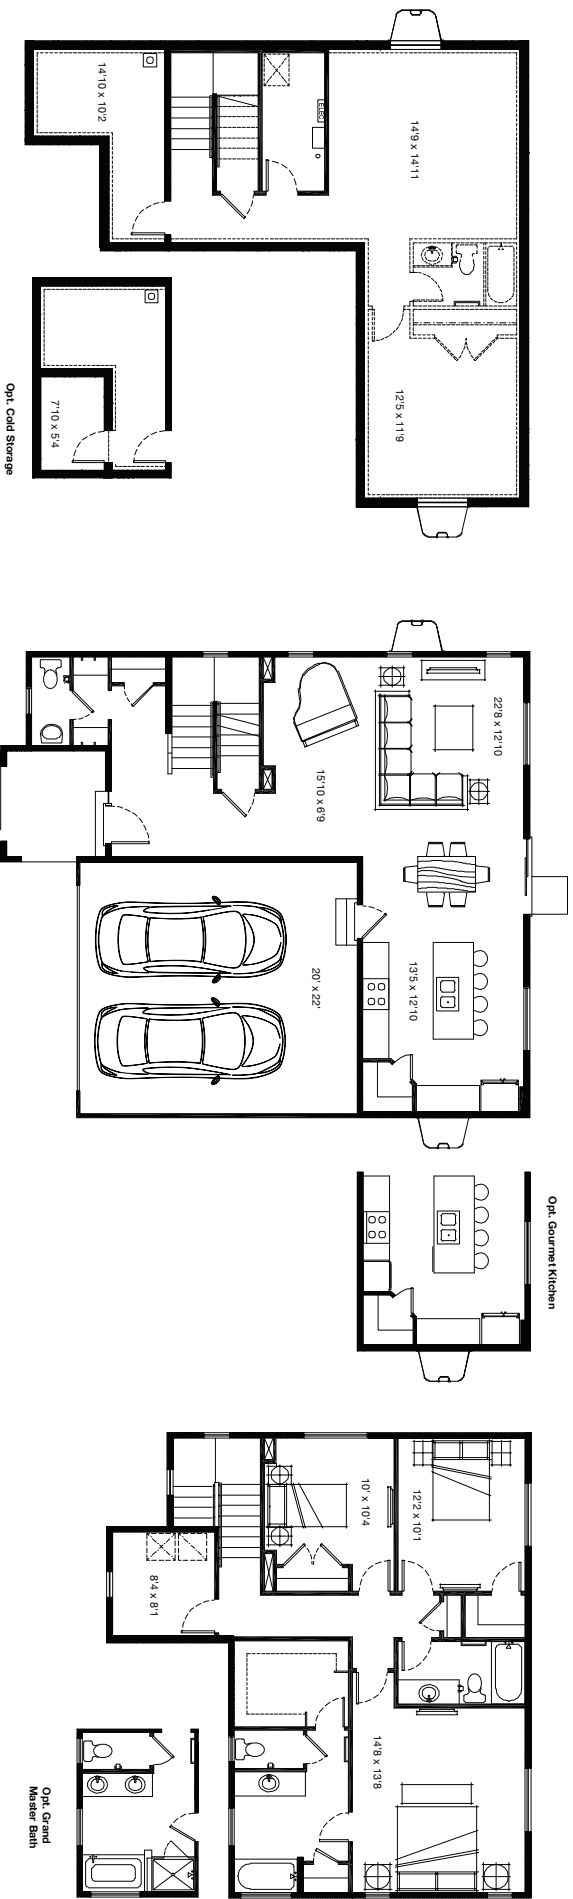 14'10 x 10'2
ELEC
14'9 x 14'11
12'5 x 11'9
7'10 x 5'4
Opt. Cold Storage
22'8 x 12'10
15'10 x 6'9
13'5 x 12'10
20' x 22'
Opt. Gourmet Kitchen
12'2 x 10'1
10' x 10'4
8'4 x 8'1
14'8 x 13'8
Opt. Grand
Master Bath